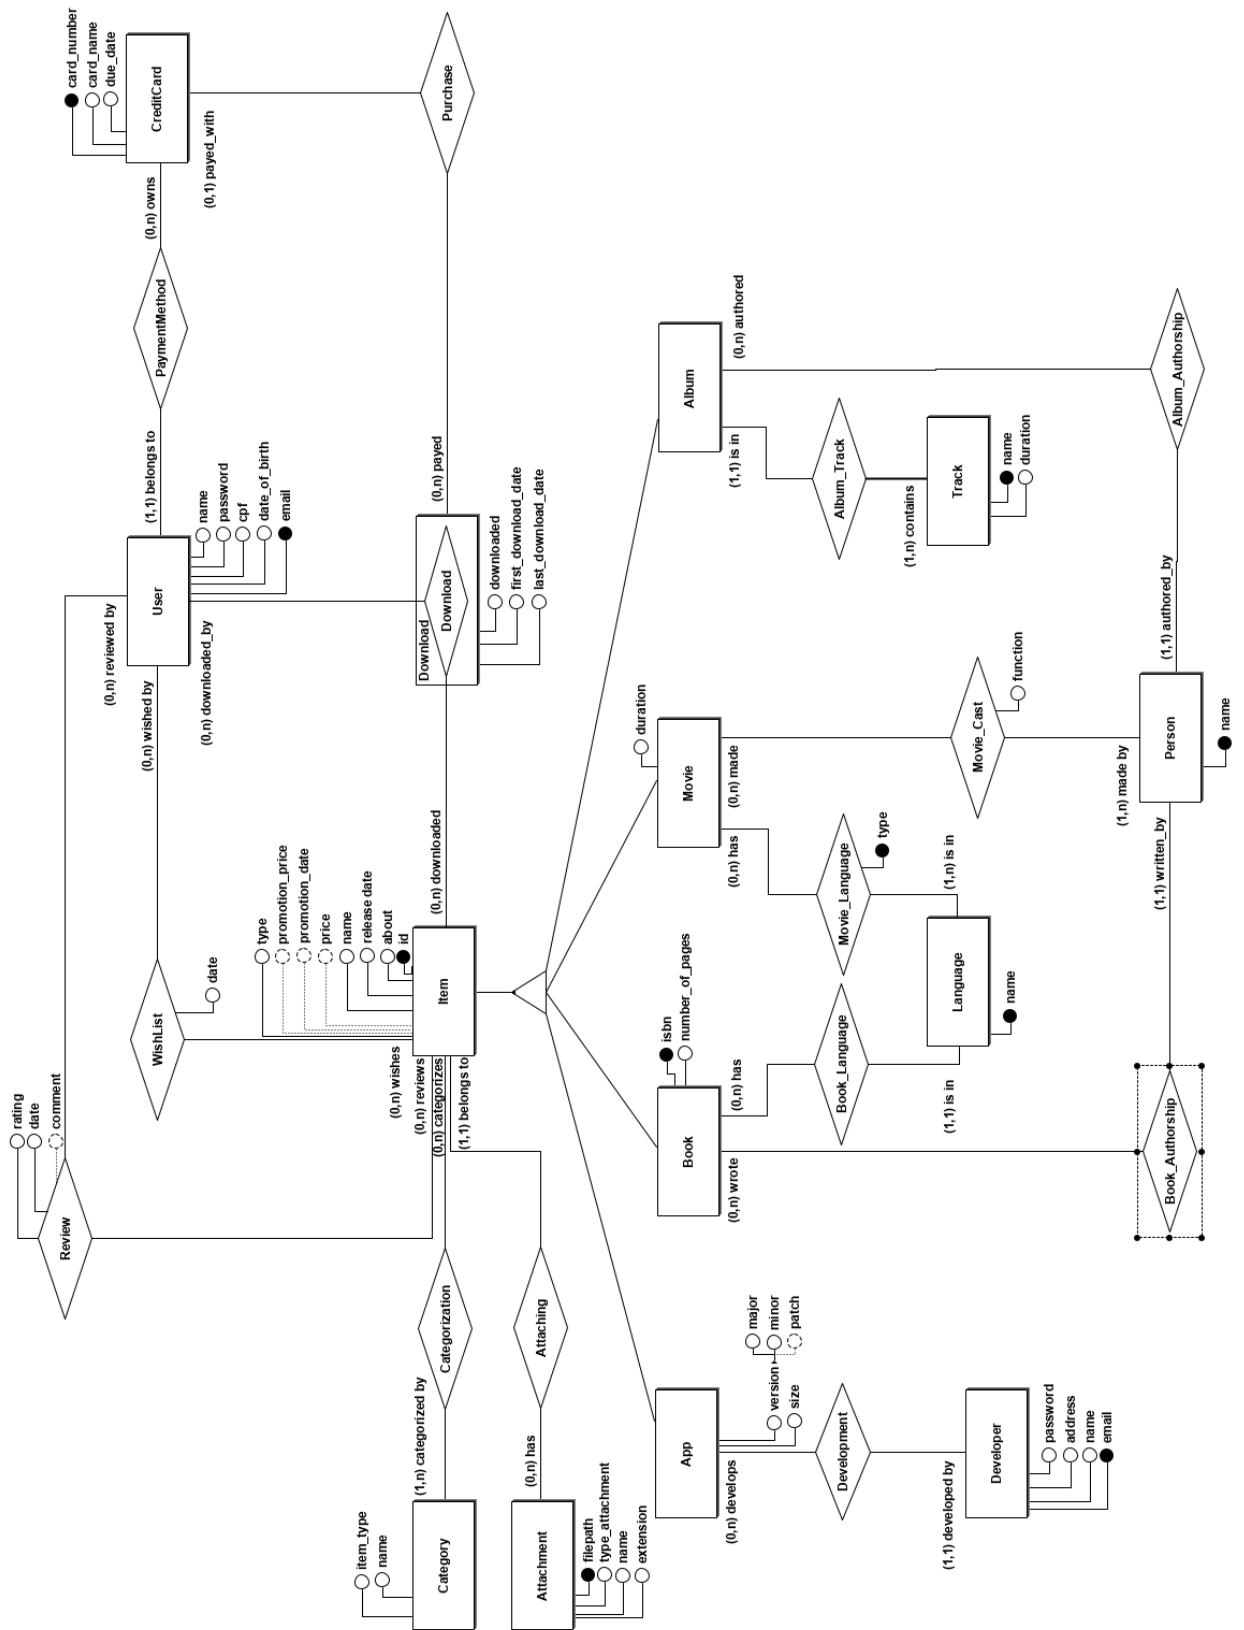 card_number
card_name
due_date
CreditCard
(0,1) payed_with
Purchase
(0,n) owns
PaymentMethod
(1,1) belongs to
User
name
password
cpf
date_of_birth
email
(0,n) reviewed by
(0,n) wished by
(0,n) downloaded_by
(0,n) payed
Download
Download
downloaded
first_download_date
last_download_date
(0,n) downloaded
WishList
date
rating
date
comment
Review
type
promotion_price
promotion_date
price
name
release date
about
id
Item
(0,n) wishes
(0,n) reviews
(0,n) categorizes
(1,1) belongs to
Categorization
(1,n) categorized by
item_type
name
Category
Attaching
(0,n) has
Attachment
filepath
type_attachment
name
extension
Album
(0,n) authored
(1,1) is in
Album_Track
(1,n) contains
Track
name
duration
Album_Authorship
(1,1) authored_by
duration
Movie
(0,n) made
(0,n) has
Movie_Cast
function
(1,n) made by
Person
name
(1,1) written_by
Movie_Language
type
(1,n) is in
Language
name
isbn
number_of_pages
Book
(0,n) has
(0,n) wrote
Book_Language
(1,1) is in
Book_Authorship
App
major
minor
patch
version
size
(0,n) develops
Development
(1,1) developed by
Developer
password
address
name
email